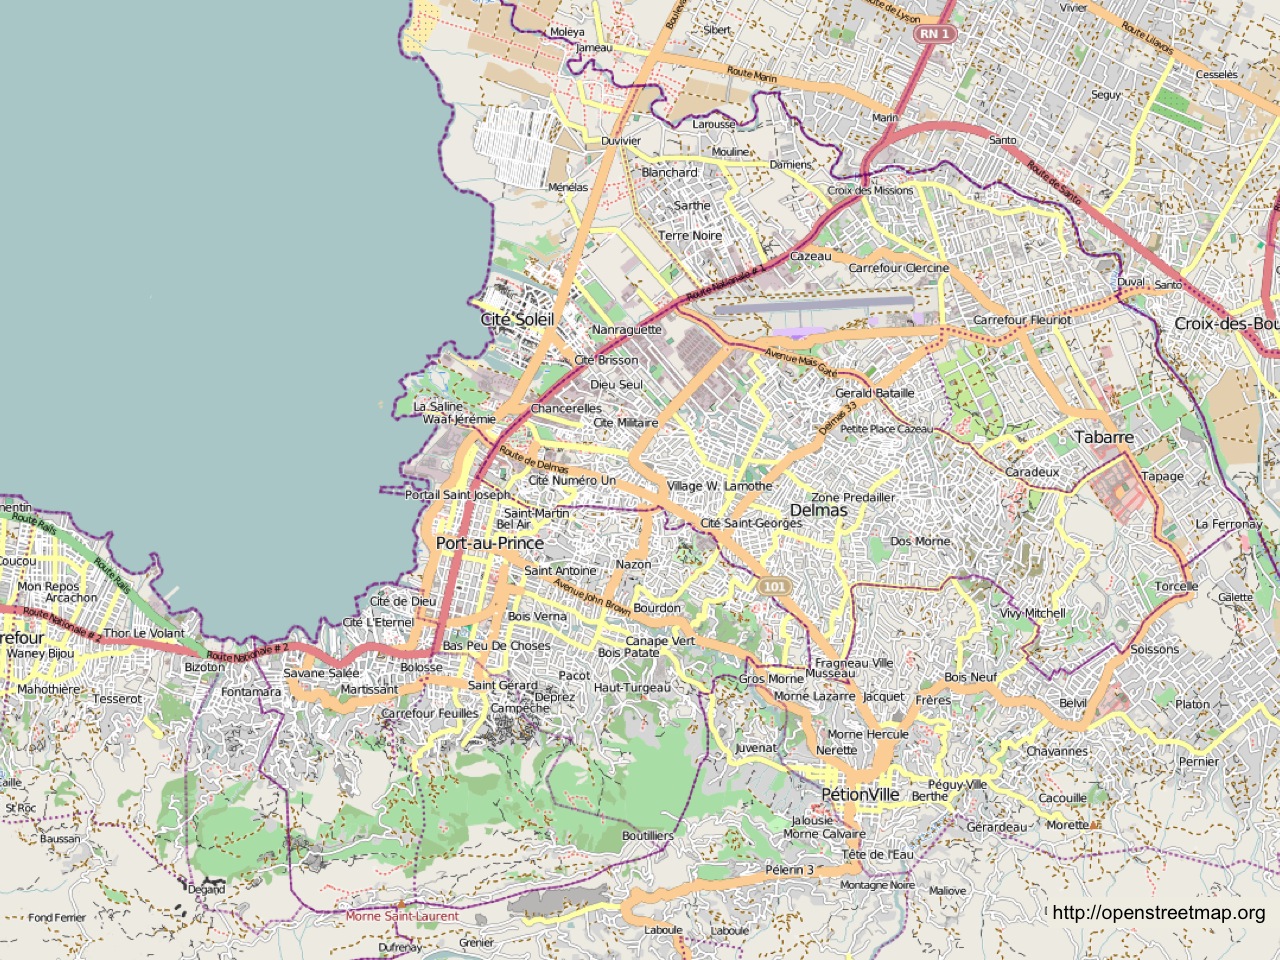 Route de Lyson
Vivier
Moleya
Sibert
RN 1
Route Lilavois
Jameau
Route Marin
Cesselès
Seguy
Marin
Larousse
Duvivier
Santo
Mouline
Damiens
Blanchard
Route de Santo
Ménélas
Croix des Missions
Sarthe
Terre Noire
Cazeau
Carrefour Clercine
Route Nationale # 1
Duval
Santo
Cité Soleil
Carrefour Fleuriot
Croix-des-Bou
Nanraguette
Cité Brisson
Avenue Maïs Gaté
Dieu Seul
Gerald Bataille
La Saline
Chancerelles
Waaf-Jérémie
Cite Militaire
Delmas 33
Petite Place Cazeau
Tabarre
Route de Delmas
Caradeux
Tapage
Cité Numéro Un
Village W. Lamothe
Portail Saint Joseph
Zone Predailler
Delmas
Saint-Martin
Bel Air
Cité Saint-Georges
La Ferronay
Route Rails
Port-au-Prince
Dos Morne
Coucou
Route Rails
Nazon
Saint Antoine
101
Mon Repos
Arcachon
Avenue John Brown
Torcelle
Galette
Cité de Dieu
Bourdon
Vivy Mitchell
Route Nationale #
Bois Verna
Cité L'Eternel
Thor Le Volant
refour
Canape Vert
Waney Bijou
Route Nationale # 2
Bas Peu De Choses
Bois Patate
Soissons
Bizoton
Bolosse
Fragneau Ville
Savane Salée
Gros Morne
Musseau
Bois Neuf
Mahothière
Fontamara
Martissant
Saint Gérard
Pacot
Haut-Turgeau
Tesserot
Deprez
Morne Lazarre
Jacquet
Frères
Belvil
Platon
Campêche
Carrefour Feuilles
Morne Hercule
Juvenat
Nerette
Chavannes
Pernier
Péguy-Ville
PétionVille
Berthe
Cacouille
St Roc
Jalousie
Gérardeau
Morette
Baussan
Boutilliers
Morne Calvaire
Tête de l'Eau
Pélerin 3
Degand
Montagne Noire
Maliove
Fond Ferrier
Morne Saint-Laurent
http://openstreetmap.org
Laboule
Laboule
Dufrenay
Grenier